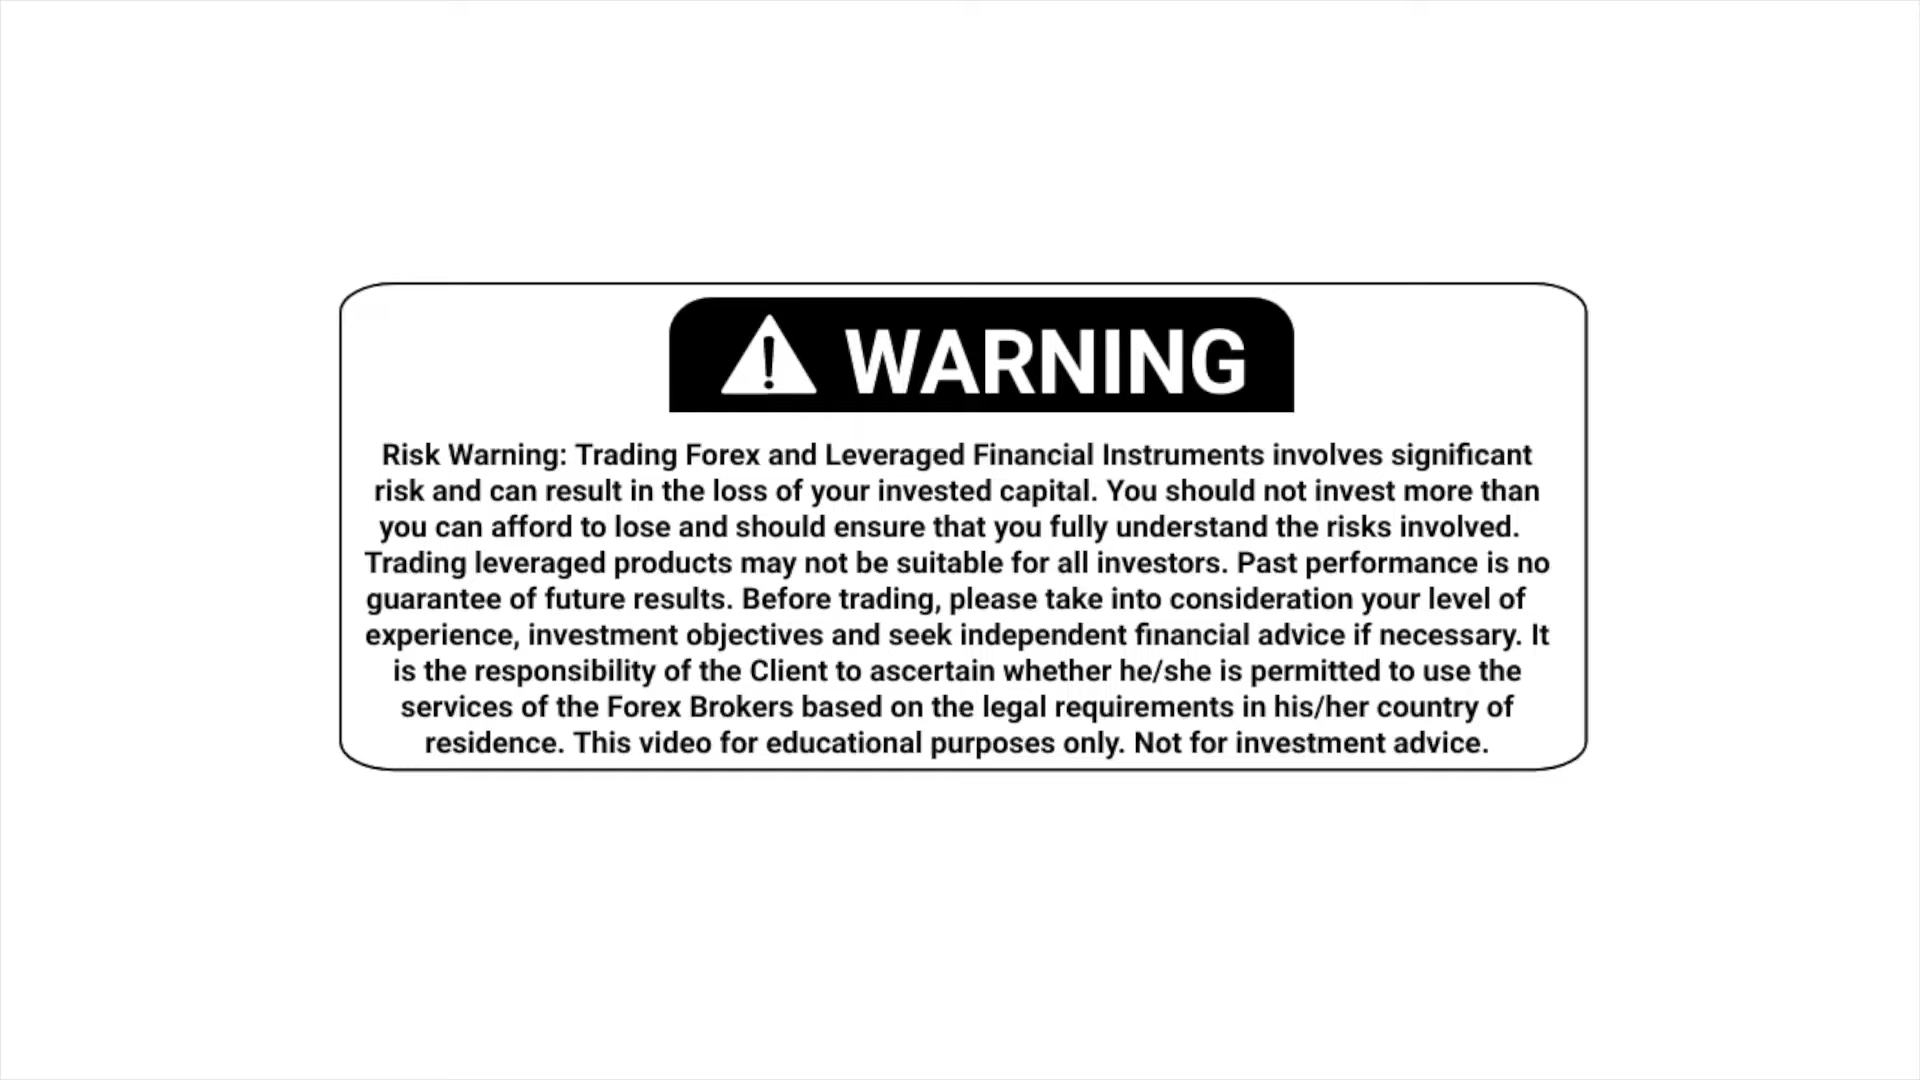 WARNING
Risk Warning: Trading Forex and Leveraged Financial Instruments involves significant
risk and can result in the loss of your invested capital. You should not invest more than
you can afford to lose and should ensure that you fully understand the risks involved.
Trading leveraged products may not be suitable for all investors. Past performance is no
guarantee of future results. Before trading, please take into consideration your level of
experience, investment objectives and seek independent financial advice if necessary. It
is the responsibility of the Client to ascertain whether he/she is permitted to use the
services of the Forex Brokers based on the legal requirements in his/her country of
residence. This video for educational purposes only. Not for investment advice.